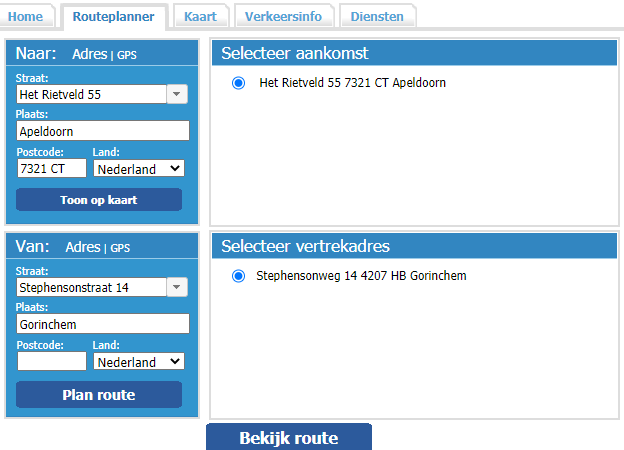 Home Routeplanner Kaart Verkeersinfo Diensten
Naar: Adres | GPS
Straat:
Het Rietveld 55
Plaats:
Apeldoorn
Postcode: Land:
7321 CT Nederland
Toon op kaart
Selecteer aankomst
Het Rietveld 55 7321 CT Apeldoorn
Van: Adres | GPS
Straat:
Stephensonstraat 14
Plaats:
Gorinchem
Postcode: Land:
Nederland
Plan route
Selecteer vertrekadres
Stephensonweg 14 4207 HB Gorinchem
Bekijk route